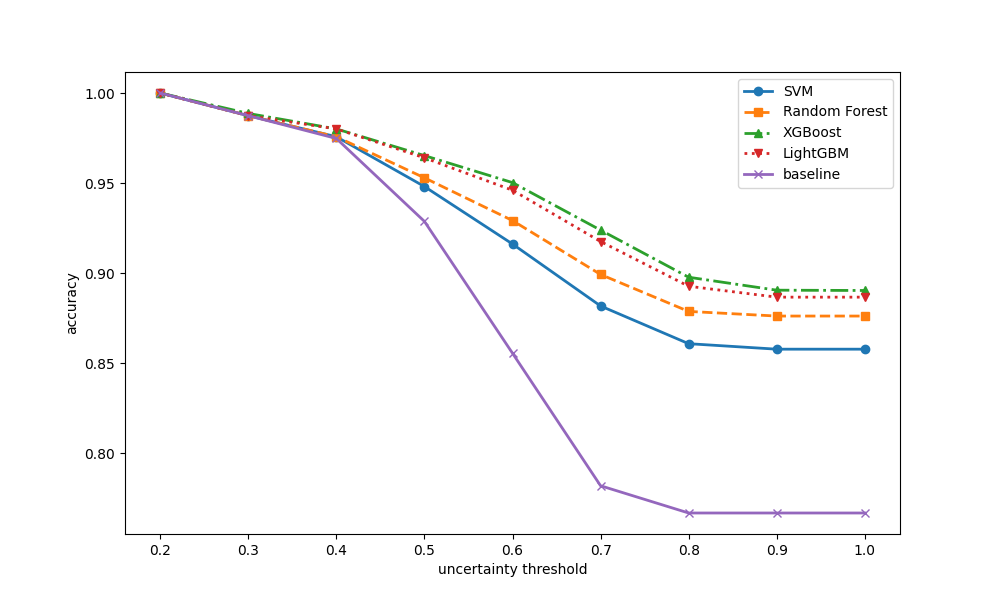 SVM
Random Forest
XGBoost
LightGBM
baseline
1.00
0.95
0.90
0.85
0.80
accuracy
0.2 0.3 0.4 0.5 0.6 0.7 0.8 0.9 1.0
uncertainty threshold